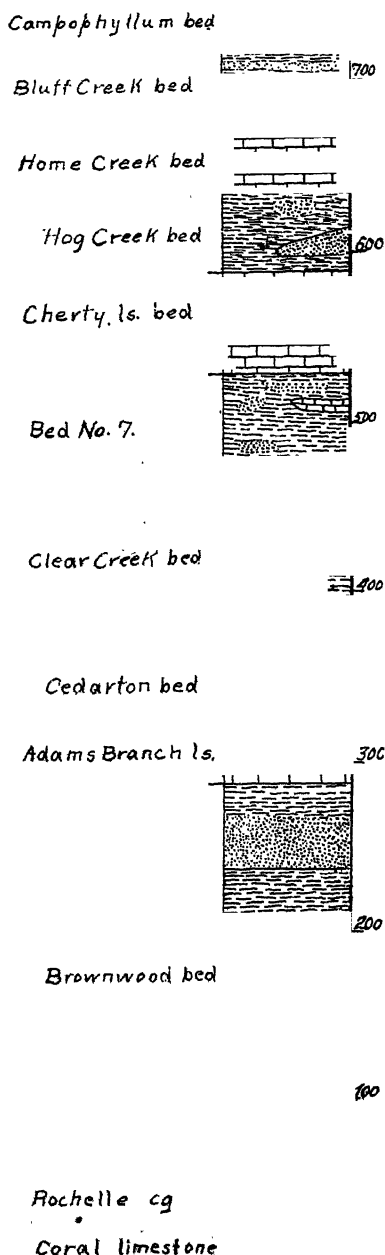 Campophyllum bed
700
Bluff Creek bed
Home Creek bed
Hog Creek bed
600
Cherty. ls. bed
500
Bed No. 7.
Clear Creek bed
400
Cedarton bed
Adams Branch ls.
300
200
Brownwood bed
100
Rochelle cg
Coral limestone